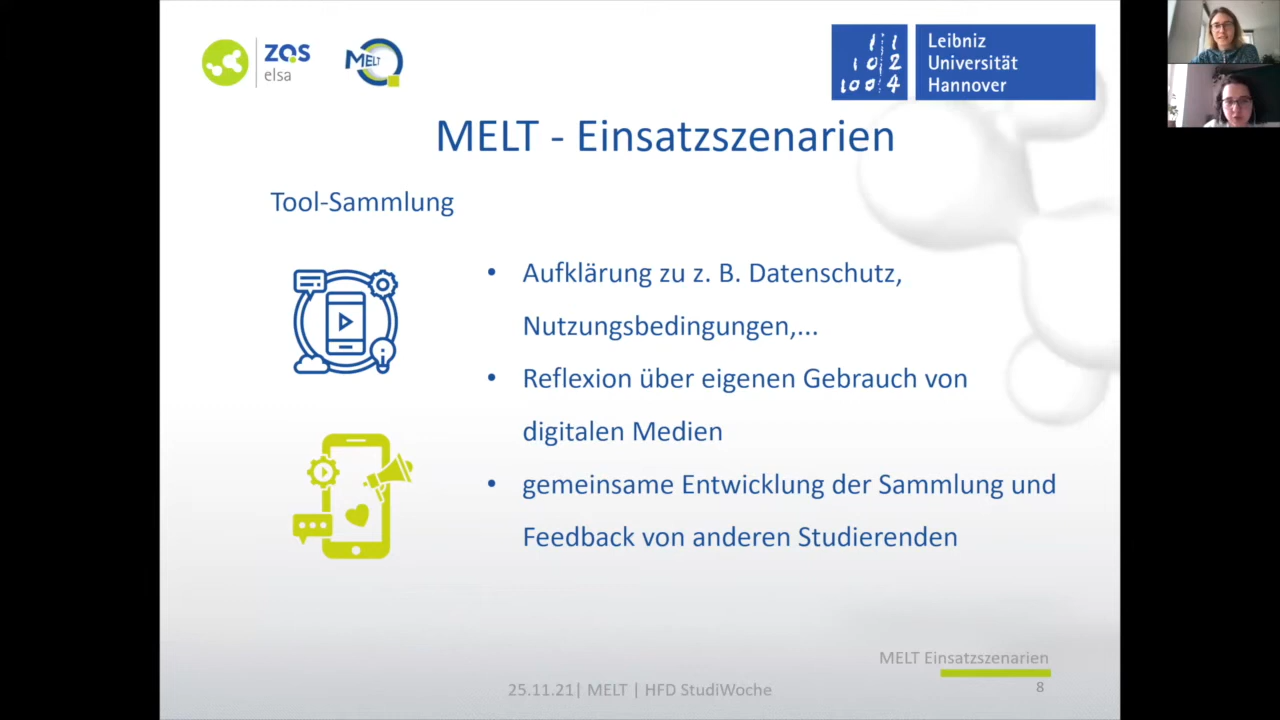 ZQS
elsa
MELT
Leibniz
Universität
Hannover
MELT - Einsatzszenarien
Tool-Sammlung
• Aufklärung zu z. B. Datenschutz,
Nutzungsbedingungen,...
• Reflexion über eigenen Gebrauch von
digitalen Medien
• gemeinsame Entwicklung der Sammlung und
Feedback von anderen Studierenden
MELT Einsatzszenarien
25.11.21| MELT | HFD StudiWoche
8